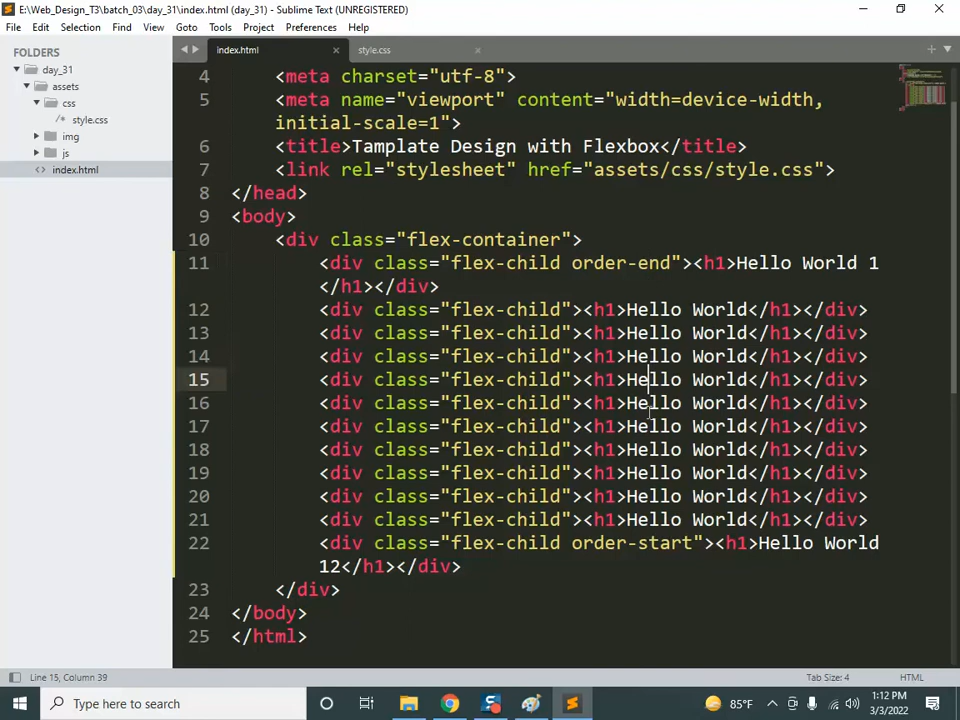 E:\Web_Design_T3\batch_03\day_31\index.html (day_31) - Sublime Text (UNREGISTERED)
File Edit Selection Find View Goto Tools Project Preferences Help
FOLDERS
day_31
assets
css
style.css
img
js
index.html
index.html × style.css ×
4 <meta charset="utf-8">
5 <meta name="viewport" content="width=device-width,
initial-scale=1">
6 <title>Tamplate Design with Flexbox</title>
7 <link rel="stylesheet" href="assets/css/style.css">
8 </head>
9 <body>
10 <div class="flex-container">
11 <div class="flex-child order-end"><h1>Hello World 1
</h1></div>
12 <div class="flex-child"><h1>Hello World</h1></div>
13 <div class="flex-child"><h1>Hello World</h1></div>
14 <div class="flex-child"><h1>Hello World</h1></div>
15 <div class="flex-child"><h1>Hello World</h1></div>
16 <div class="flex-child"><h1>Hello World</h1></div>
17 <div class="flex-child"><h1>Hello World</h1></div>
18 <div class="flex-child"><h1>Hello World</h1></div>
19 <div class="flex-child"><h1>Hello World</h1></div>
20 <div class="flex-child"><h1>Hello World</h1></div>
21 <div class="flex-child"><h1>Hello World</h1></div>
22 <div class="flex-child order-start"><h1>Hello World
12</h1></div>
23 </div>
24 </body>
25 </html>
Line 15, Column 39
Tab Size: 4
HTML
Type here to search
85°F
1:12 PM
3/3/2022